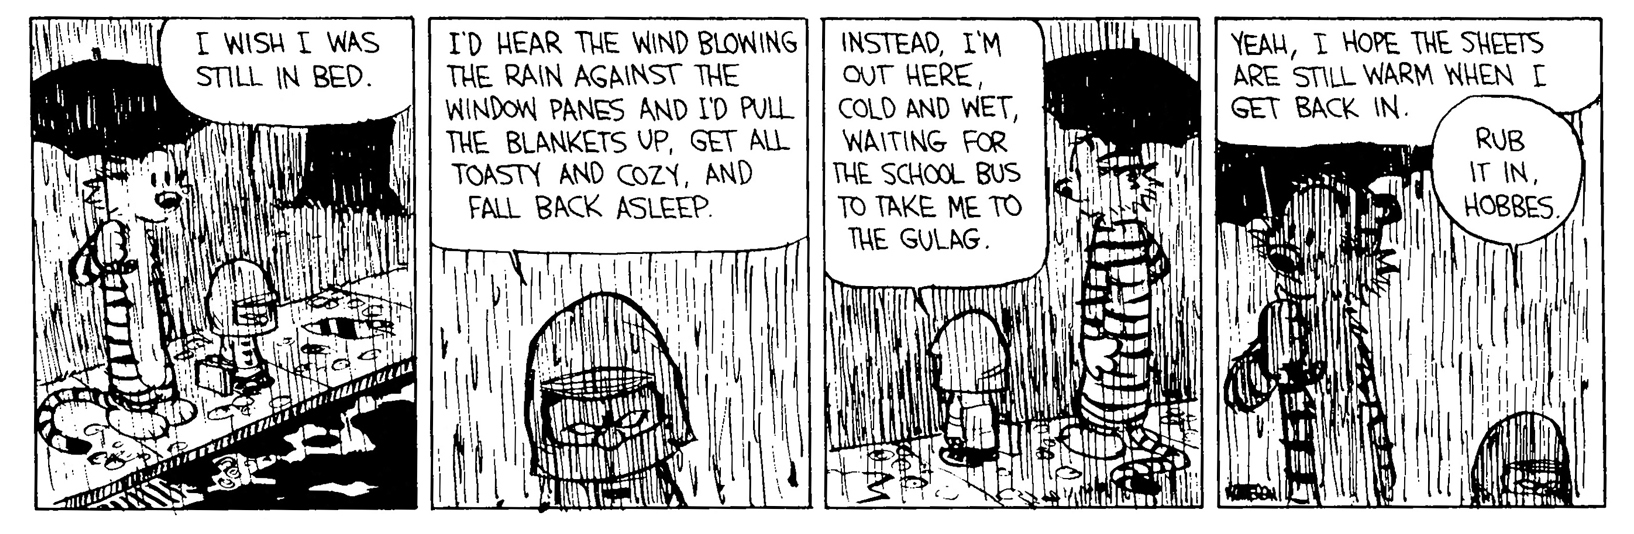 I WISH I WAS
STILL IN BED.
I'D HEAR THE WIND BLOWING
THE RAIN AGAINST THE
WINDOW PANES AND I'D PULL
THE BLANKETS UP, GET ALL
TOASTY AND COZY, AND
FALL BACK ASLEEP.
INSTEAD, I'M
OUT HERE,
COLD AND WET,
WAITING FOR
THE SCHOOL BUS
TO TAKE ME TO
THE GULAG.
YEAH, I HOPE THE SHEETS
ARE STILL WARM WHEN I
GET BACK IN.
RUB
IT IN,
HOBBES.